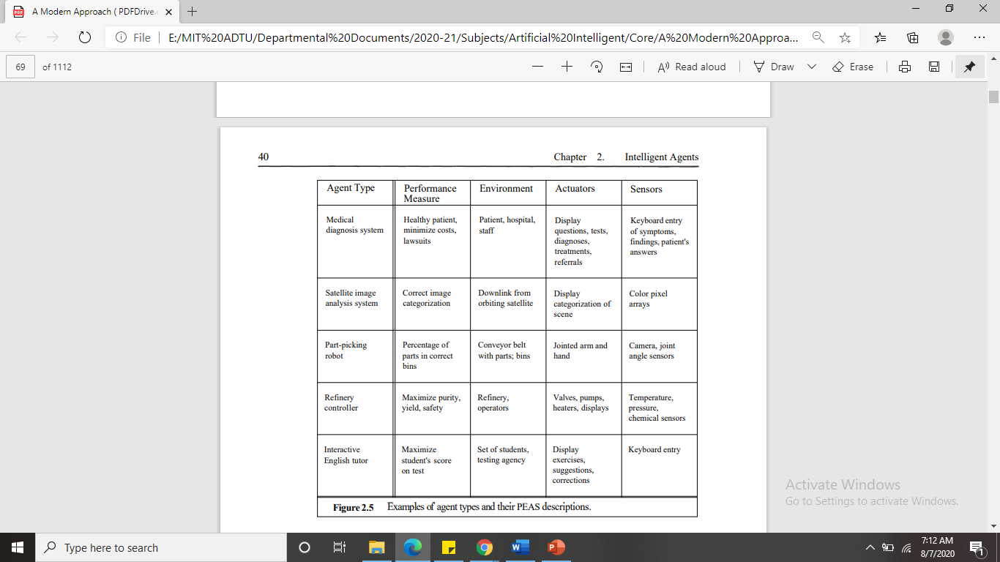 A Modern Approach ( PDFDrive.c
File
E:/MIT%20ADTU/Departmental%20Documents/2020-21/Subjects/Artificial%20Intelligent/Core/A%20Modern%20Approa...
69
of 1112
Read aloud
Draw
Erase
40
Chapter 2. Intelligent Agents
Agent Type
Performance
Measure
Environment
Actuators
Sensors
Medical
diagnosis system
Healthy patient,
minimize costs,
lawsuits
Patient, hospital,
staff
Display
questions, tests,
diagnoses,
treatments,
referrals
Keyboard entry
of symptoms,
findings, patient's
answers
Satellite image
analysis system
Correct image
categorization
Downlink from
orbiting satellite
Display
categorization of
scene
Color pixel
arrays
Part-picking
robot
Percentage of
parts in correct
bins
Conveyor belt
with parts; bins
Jointed arm and
hand
Camera, joint
angle sensors
Refinery
controller
Maximize purity,
yield, safety
Refinery,
operators
Valves, pumps,
heaters, displays
Temperature,
pressure,
chemical sensors
Interactive
English tutor
Maximize
student's score
on test
Set of students,
testing agency
Display
exercises,
suggestions,
corrections
Keyboard entry
Figure 2.5 Examples of agent types and their PEAS descriptions.
Activate Windows
Go to Settings to activate Windows.
Type here to search
7:12 AM
8/7/2020
1